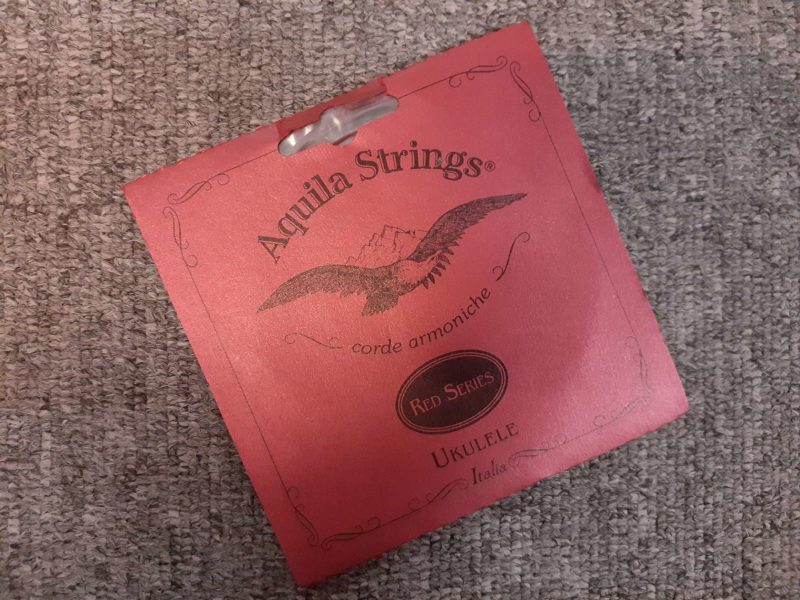 Aquila Strings®
corde armoniche
RED SERIES
UKULELE
Italia